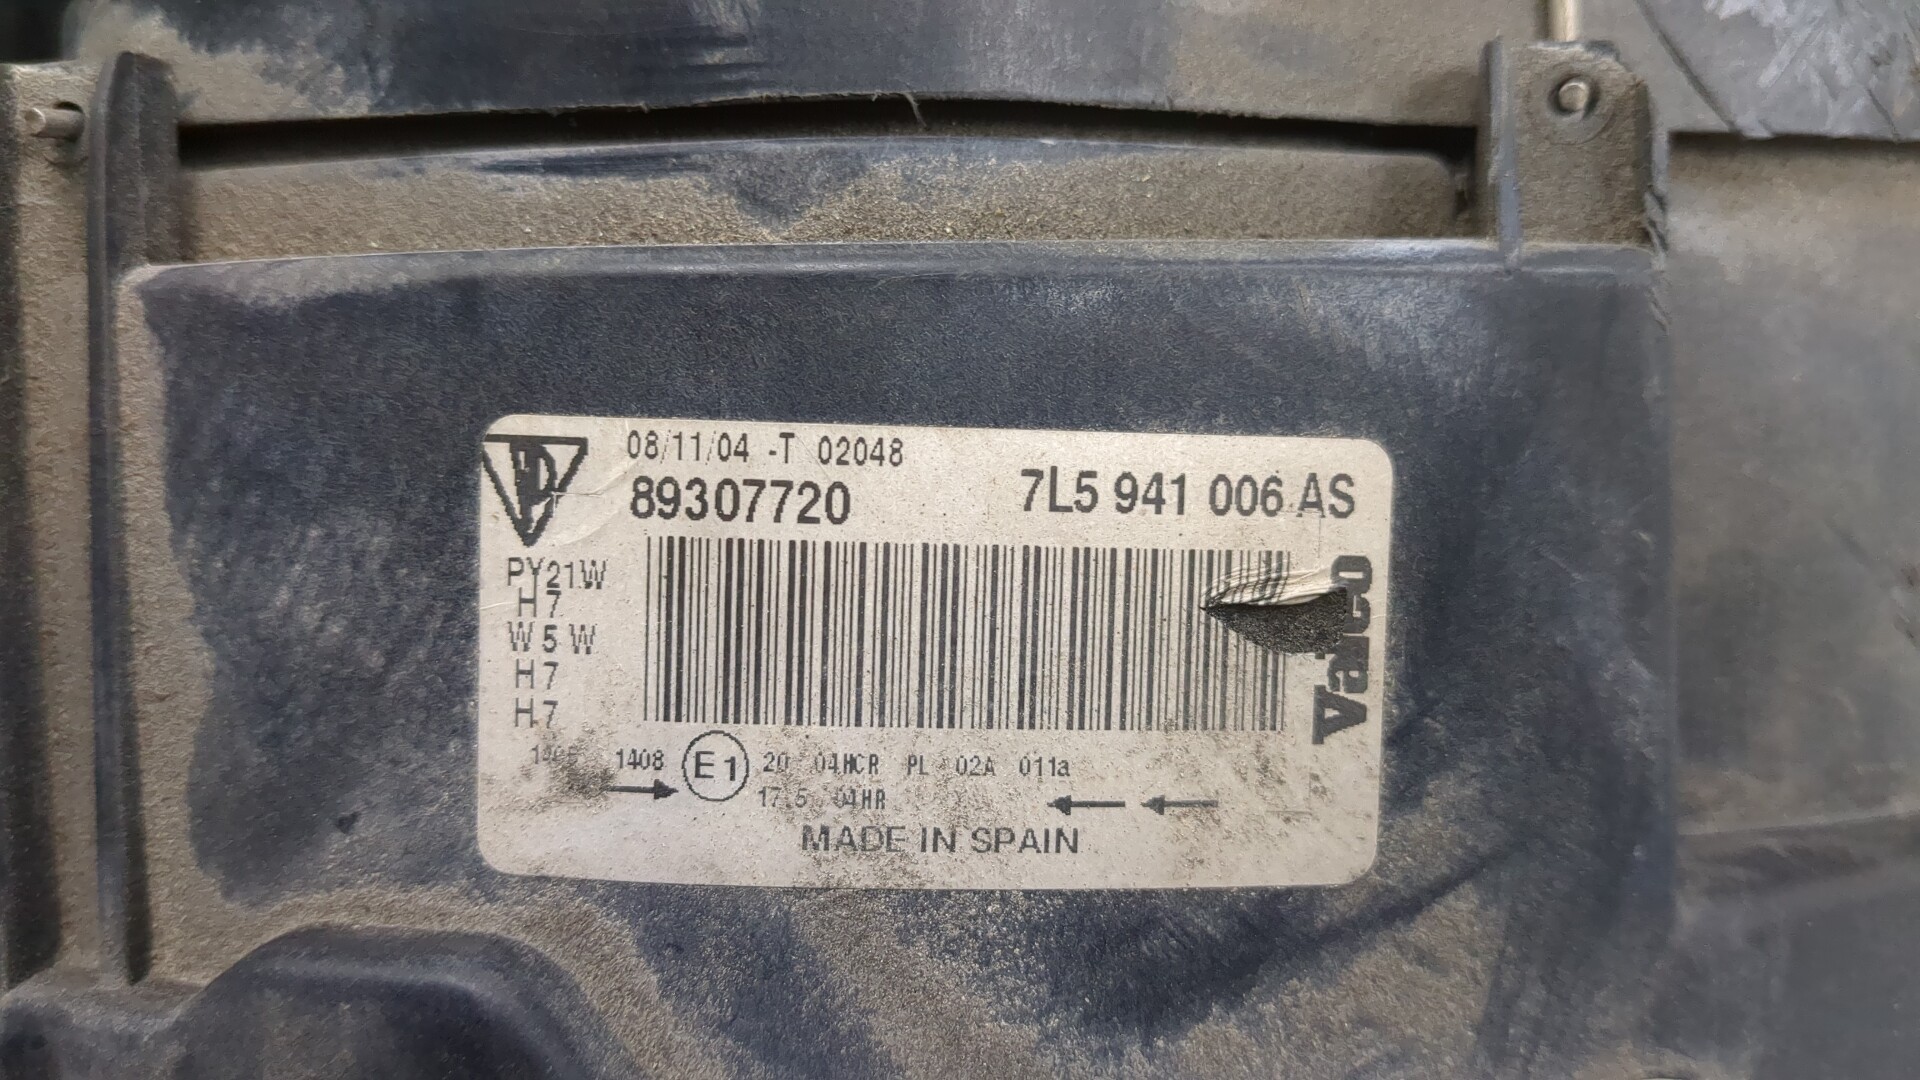 08/11/04 -T 02048
89307720 7L5 941 006 AS
PY21W
H7
W5W
H7
H7
Valeo
1408 E1 20 04HCR PL 02A 011a
17.5 04HR
MADE IN SPAIN